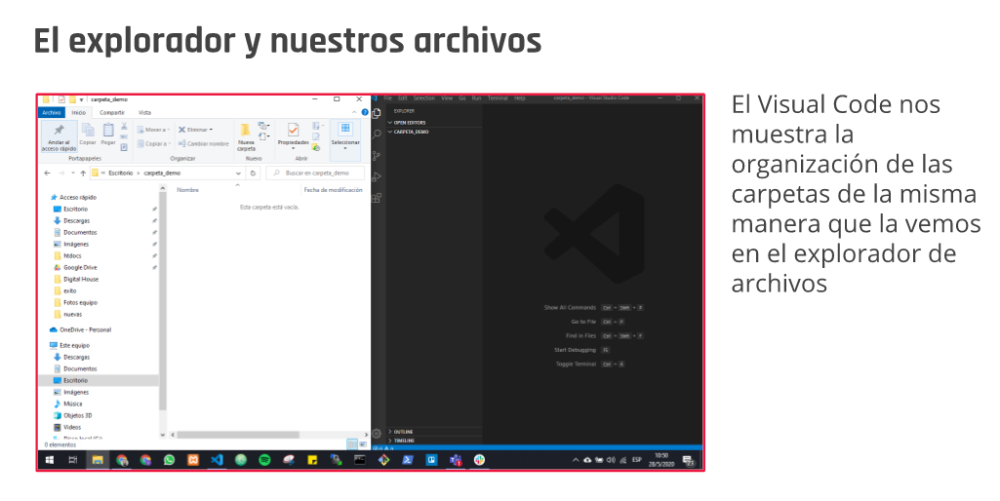 El explorador y nuestros archivos
carpeta_demo
Archivo Inicio Compartir Vista
Anclar al acceso rápido
Copiar
Pegar
Mover a
Copiar a
Eliminar
Cambiar nombre
Nueva carpeta
Propiedades
Seleccionar
Portapapeles Organizar Nuevo Abrir
Escritorio > carpeta_demo
Buscar en carpeta_demo
Nombre Fecha de modificación
Esta carpeta está vacía.
Acceso rápido
Escritorio
Descargas
Documentos
Imágenes
htdocs
Google Drive
Digital House
exito
Fotos equipo
nuevas
OneDrive - Personal
Este equipo
Descargas
Documentos
Escritorio
Imágenes
Música
Objetos 3D
Videos
0 elementos
File Edit Selection View Go Run Terminal Help
carpeta_demo - Visual Studio Code
EXPLORER
OPEN EDITORS
CARPETA_DEMO
Show All Commands Ctrl + Shift + P
Go to File Ctrl + P
Find in Files Ctrl + Shift + F
Start Debugging F5
Toggle Terminal Ctrl + ñ
OUTLINE
TIMELINE
ESP
10:50
28/5/2020
El Visual Code nos
muestra la
organización de las
carpetas de la misma
manera que la vemos
en el explorador de
archivos